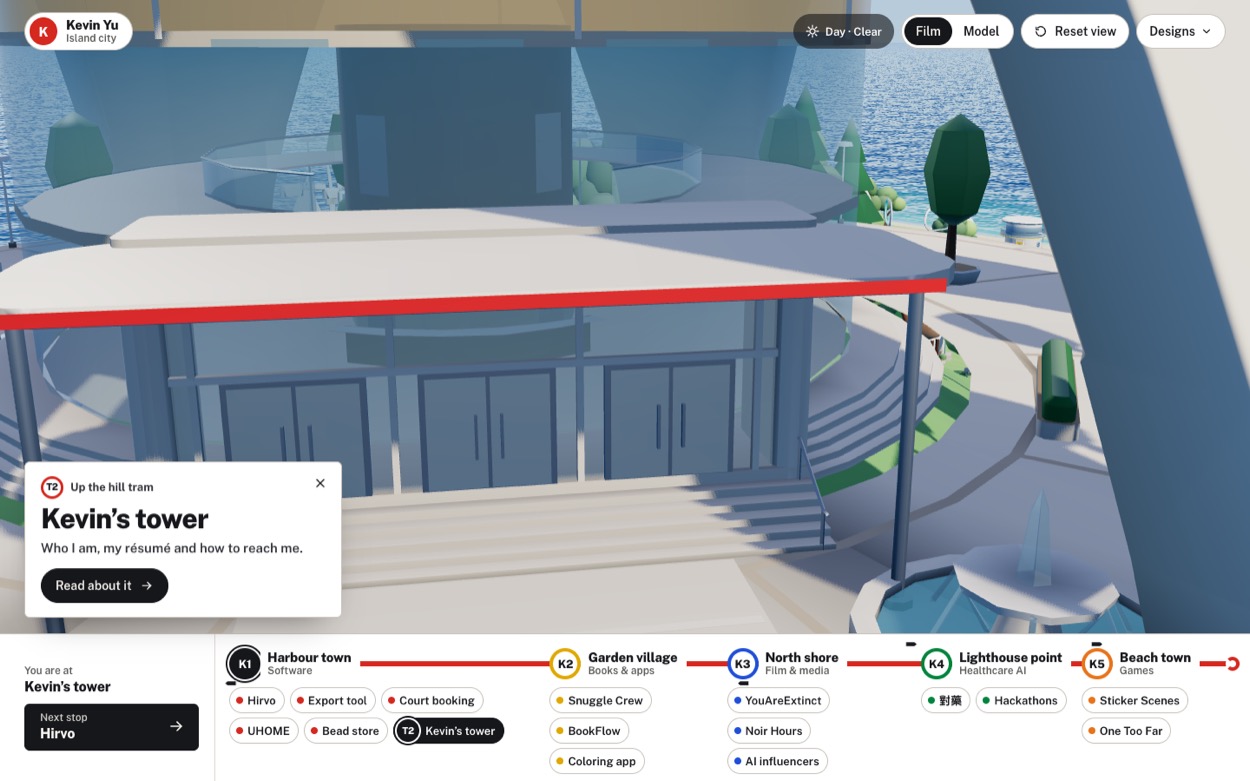 K
Kevin Yu
Island city
Day · Clear
Film
Model
Reset view
Designs
T2
Up the hill tram
Kevin’s tower
Who I am, my résumé and how to reach me.
Read about it
You are at
Kevin’s tower
Next stop
Hirvo
K1
Harbour town
Software
Hirvo
Export tool
Court booking
UHOME
Bead store
T2
Kevin’s tower
K2
Garden village
Books & apps
Snuggle Crew
BookFlow
Coloring app
K3
North shore
Film & media
YouAreExtinct
Noir Hours
AI influencers
K4
Lighthouse point
Healthcare AI
對藥
Hackathons
K5
Beach town
Games
Sticker Scenes
One Too Far